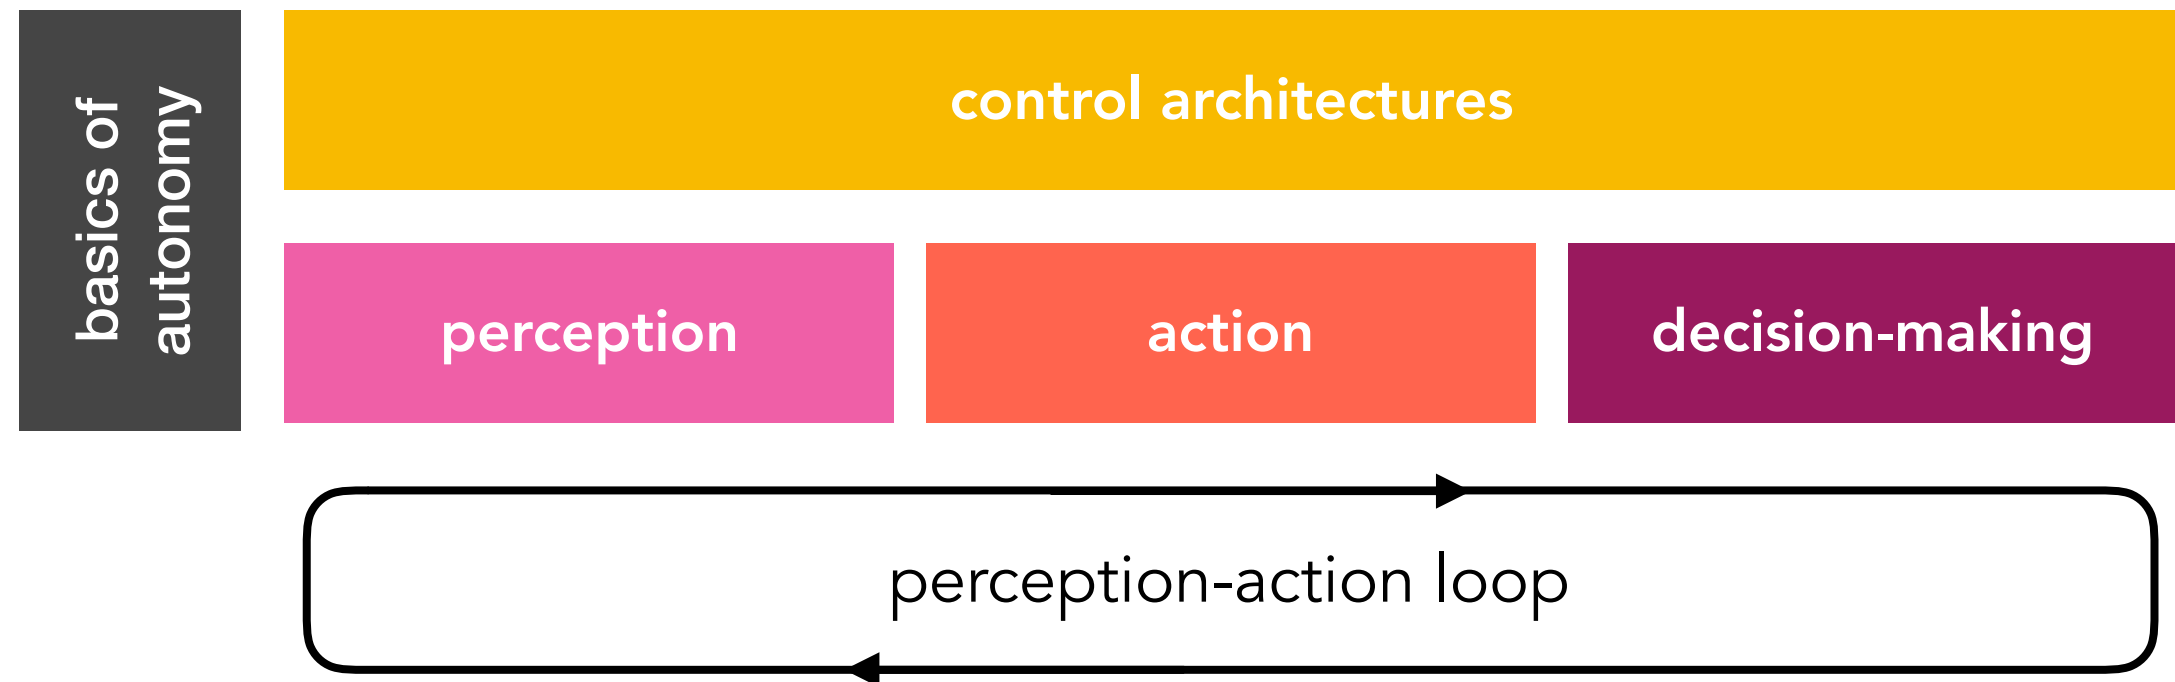 basics of
autonomy
control architectures
perception
action
decision-making
perception-action loop